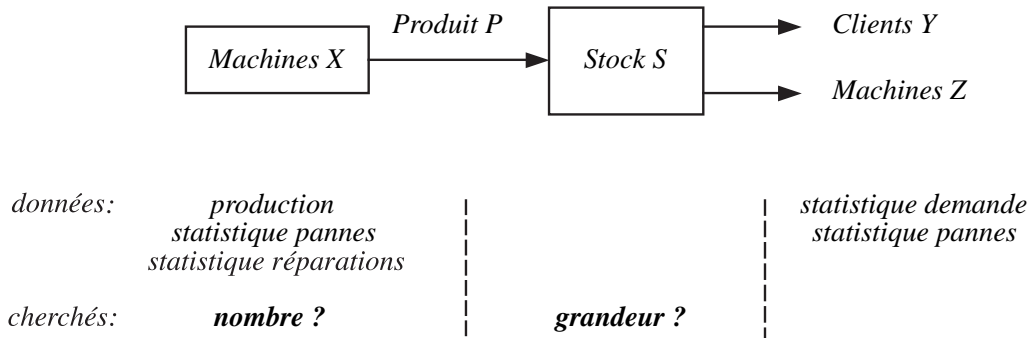 Produit P
Clients Y
Machines X
Stock S
Machines Z
données:
production
statistique demande
statistique pannes
statistique pannes
statistique réparations
cherchés:
nombre ?
grandeur ?